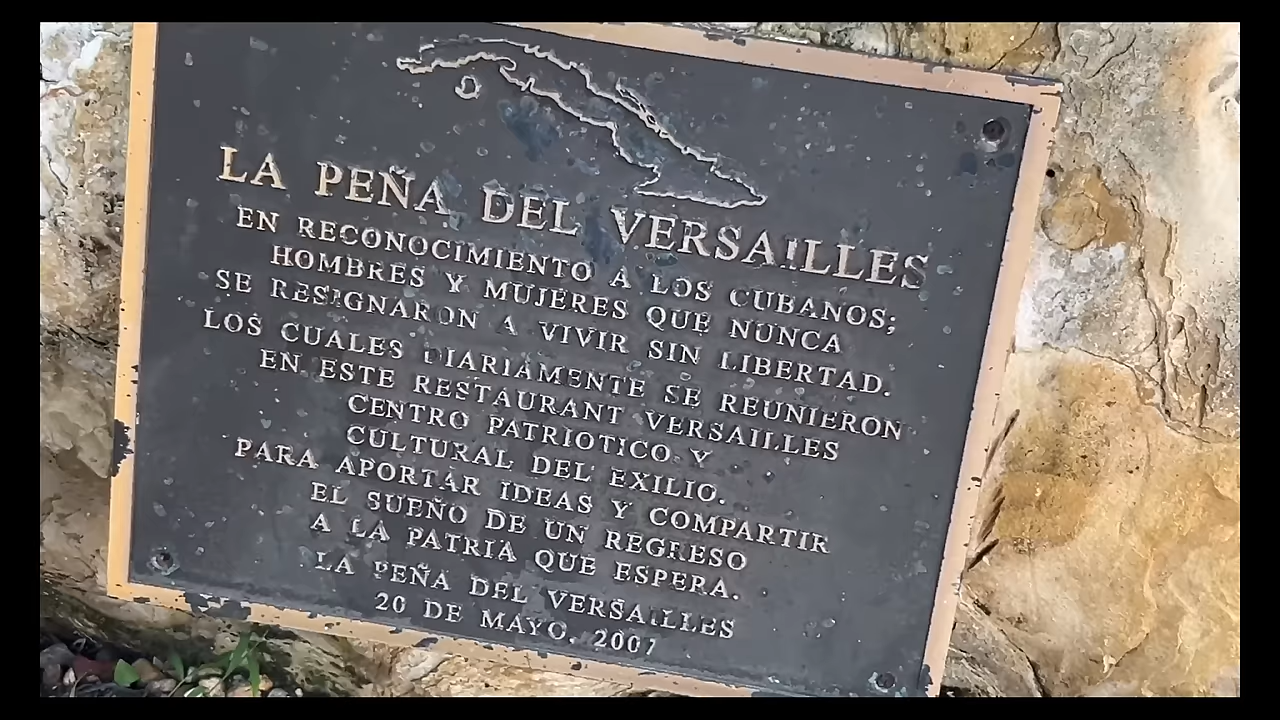 LA PEÑA DEL VERSAILLES
EN RECONOCIMIENTO A LOS CUBANOS;
HOMBRES Y MUJERES QUE NUNCA
SE RESIGNARON A VIVIR SIN LIBERTAD.
LOS CUALES DIARIAMENTE SE REUNIERON
EN ESTE RESTAURANT VERSAILLES
CENTRO PATRIOTICO Y
CULTURAL DEL EXILIO.
PARA APORTAR IDEAS Y COMPARTIR
EL SUEÑO DE UN REGRESO
A LA PATRIA QUE ESPERA.
LA PEÑA DEL VERSAILLES
20 DE MAYO, 2007